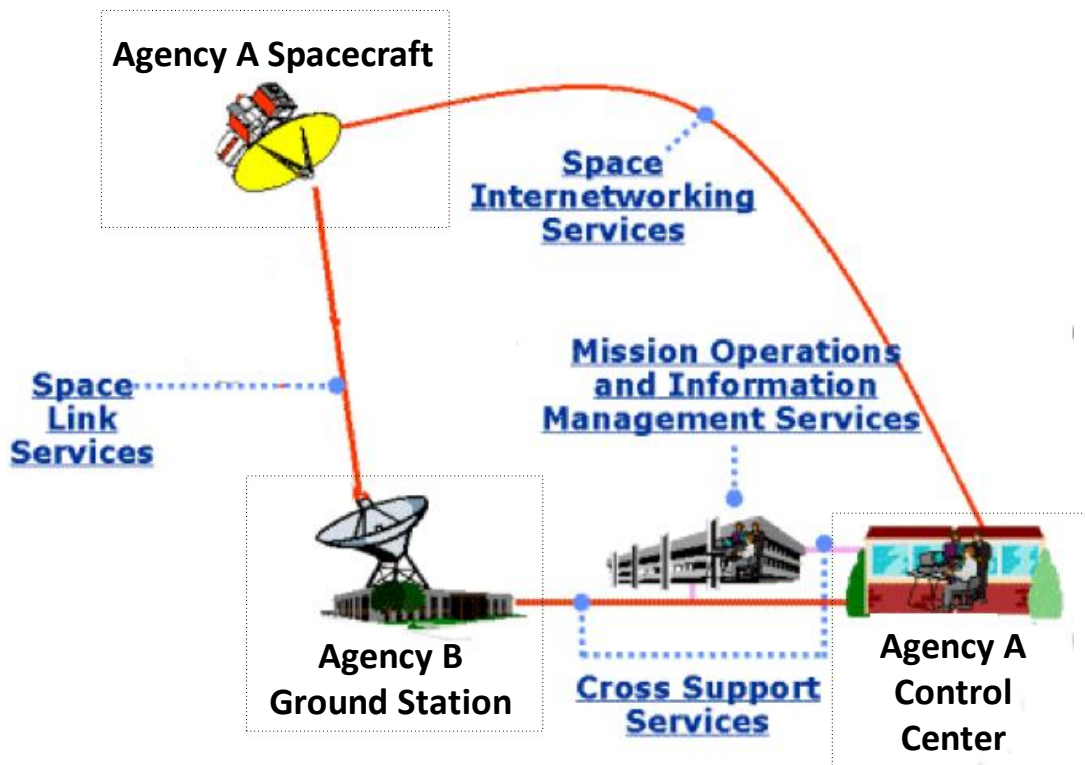 Agency A Spacecraft
Space
Internetworking
Services
Mission Operations
and Information
Management Services
Space
Link
Services
Agency B
Ground Station
Cross Support
Services
Agency A
Control
Center